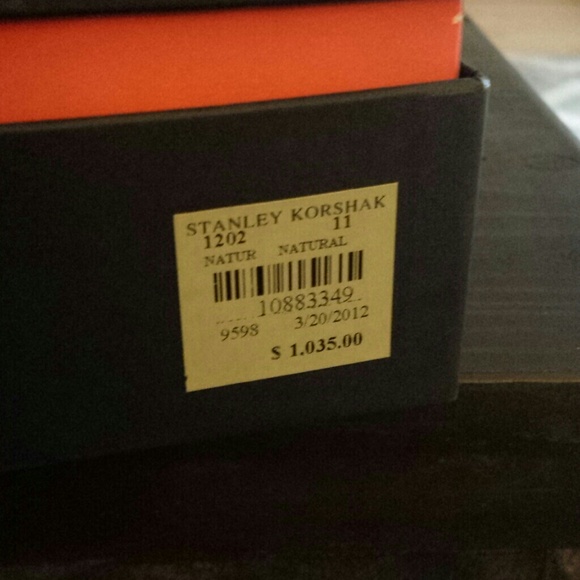 STANLEY KORSHAK
1202 11
NATUR NATURAL
10883349
9598 3/20/2012
$ 1.035.00